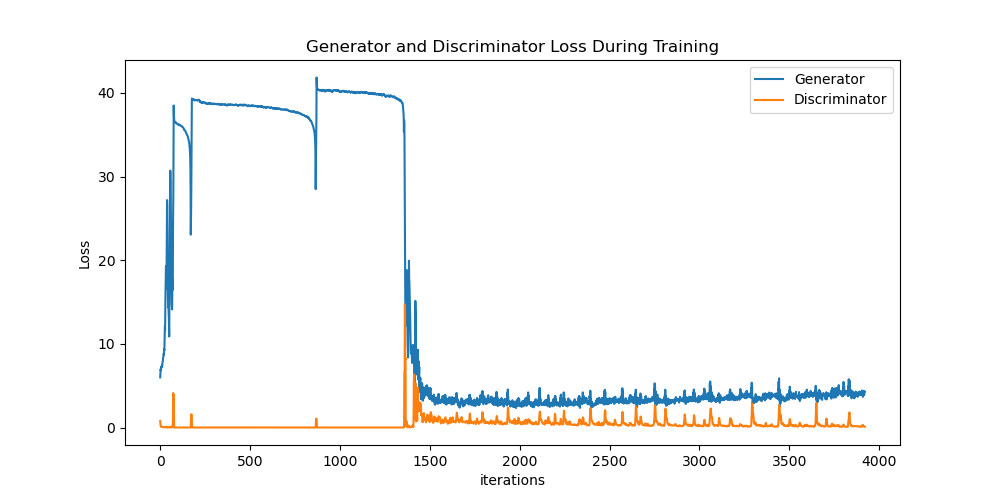 Generator and Discriminator Loss During Training
Generator
Discriminator
Loss
40
30
20
10
0
0 500 1000 1500 2000 2500 3000 3500 4000
iterations